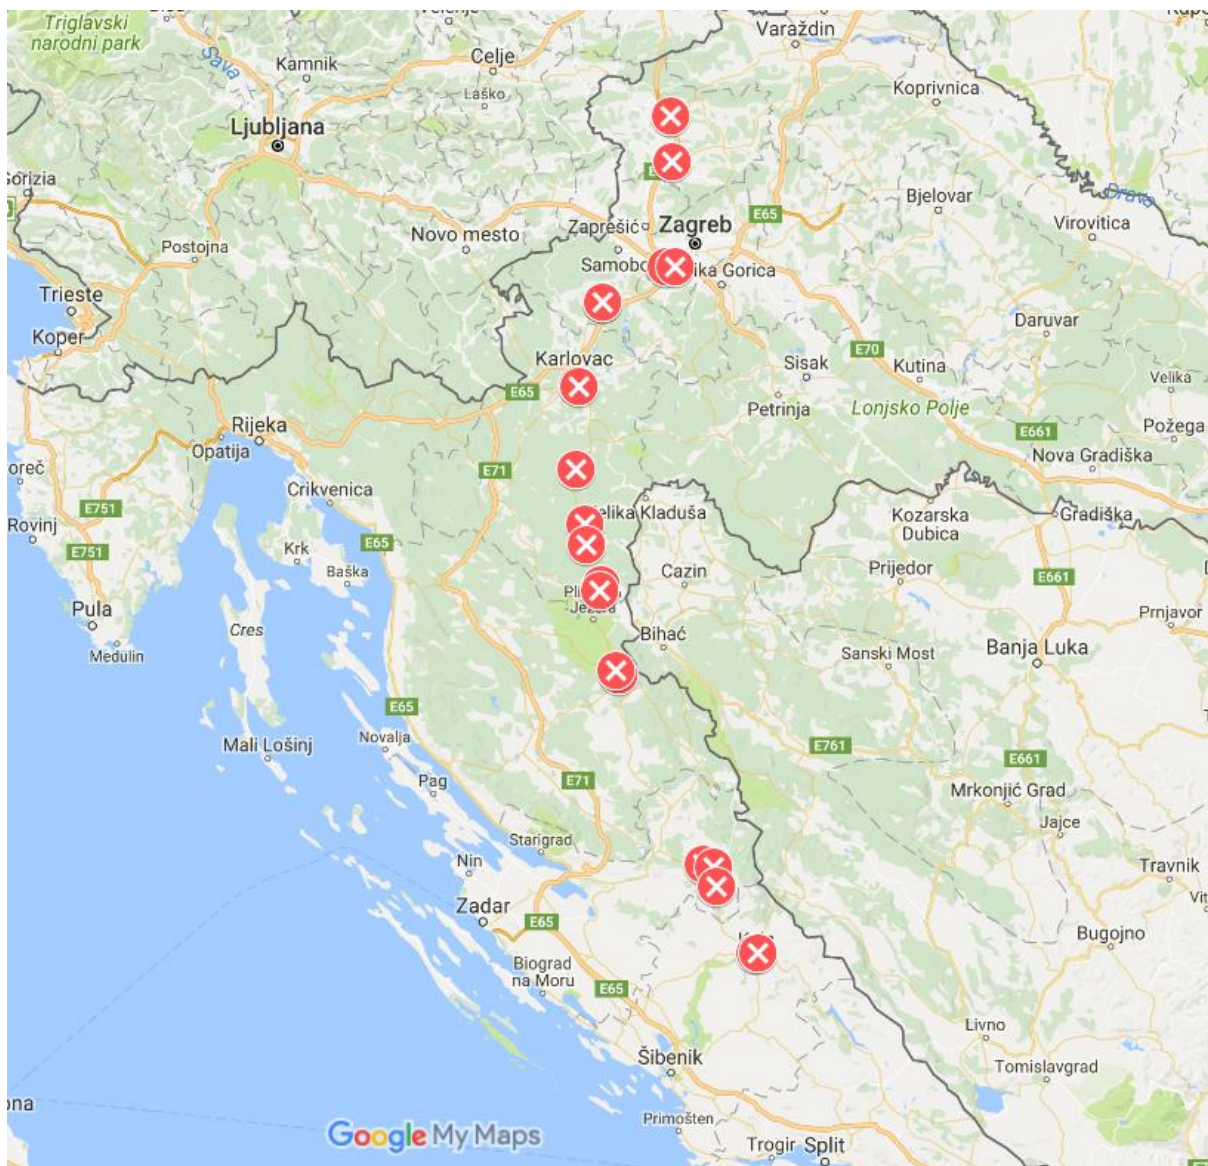 Triglavski
narodni park
Varaždin
Kamnik
Celje
Sava
Laško
Koprivnica
Ljubljana
Bjelovar
Drava
E65
Zaprešić
Zagreb
Virovitica
Postojna
Novo mesto
Samobo
ika Gorica
Trieste
Koper
Daruvar
Karlovac
Sisak
E70
Kutina
Velika
E65
Petrinja
Lonjsko Polje
Rijeka
Opatija
E661
Požega
Nova Gradiška
E71
Crikvenica
E751
Rovinj
elika Kladuša
Kozarska
Dubica
Gradiška
E65
E751
Krk
Baška
Cazin
Prijedor
E661
Pula
Jezera
Prnjavor
Cres
Bihać
Medulin
Sanski Most
Banja Luka
E65
Novalja
Mali Lošinj
E761
E661
Pag
E71
Mrkonjić Grad
Jajce
Starigrad
Nin
Travnik
Zadar
E65
Bugojno
Biograd
na Moru
E65
Livno
Šibenik
Tomislavgrad
Google My Maps
Primošten
Trogir
Split